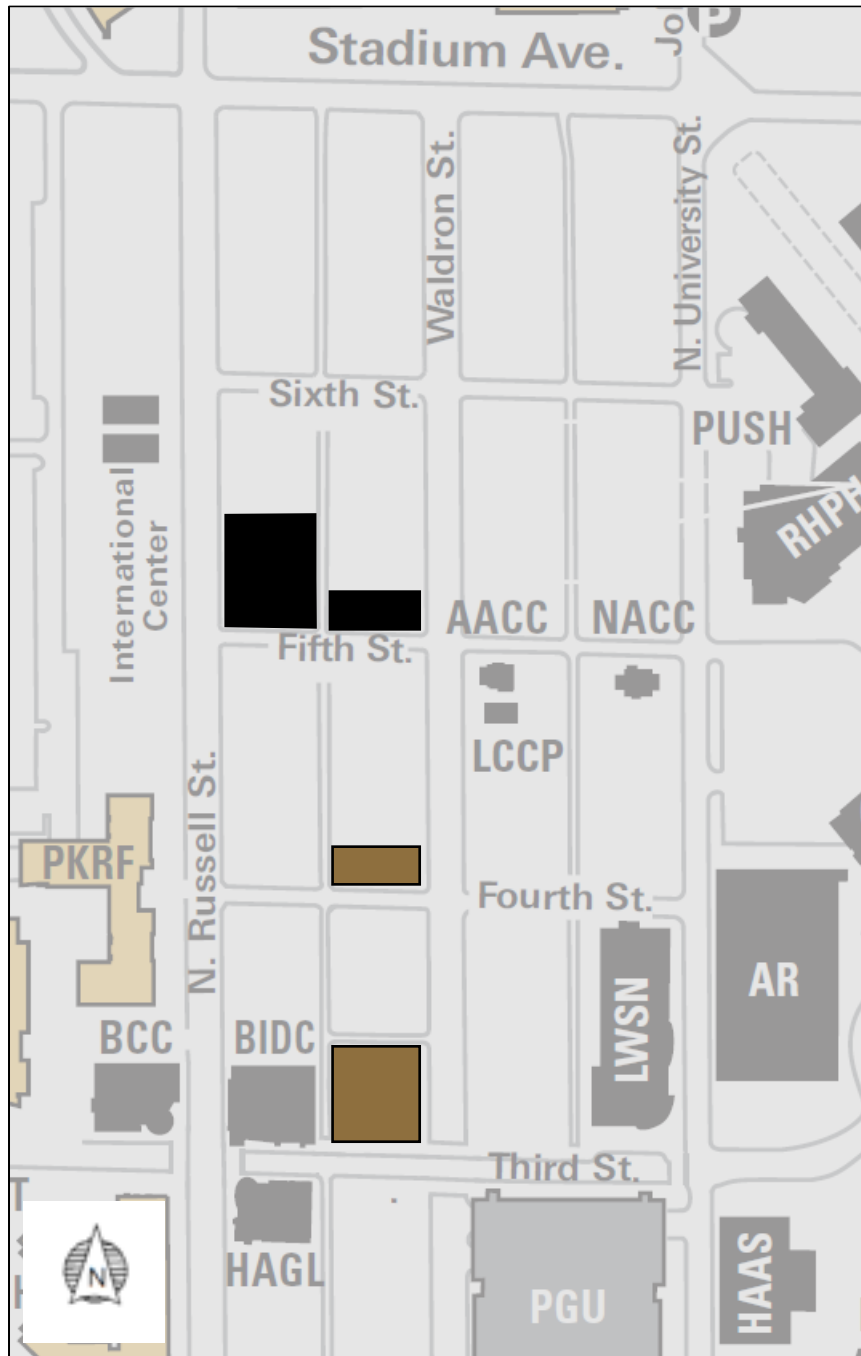 Stadium Ave.
Jo
P
Waldron St.
N. University St.
Sixth St.
PUSH
RHPH
International
Center
AACC
NACC
Fifth St.
LCCP
N. Russell St.
PKRF
Fourth St.
AR
LWSN
BCC
BIDC
Third St.
T
H
N
HAGL
HAAS
PGU